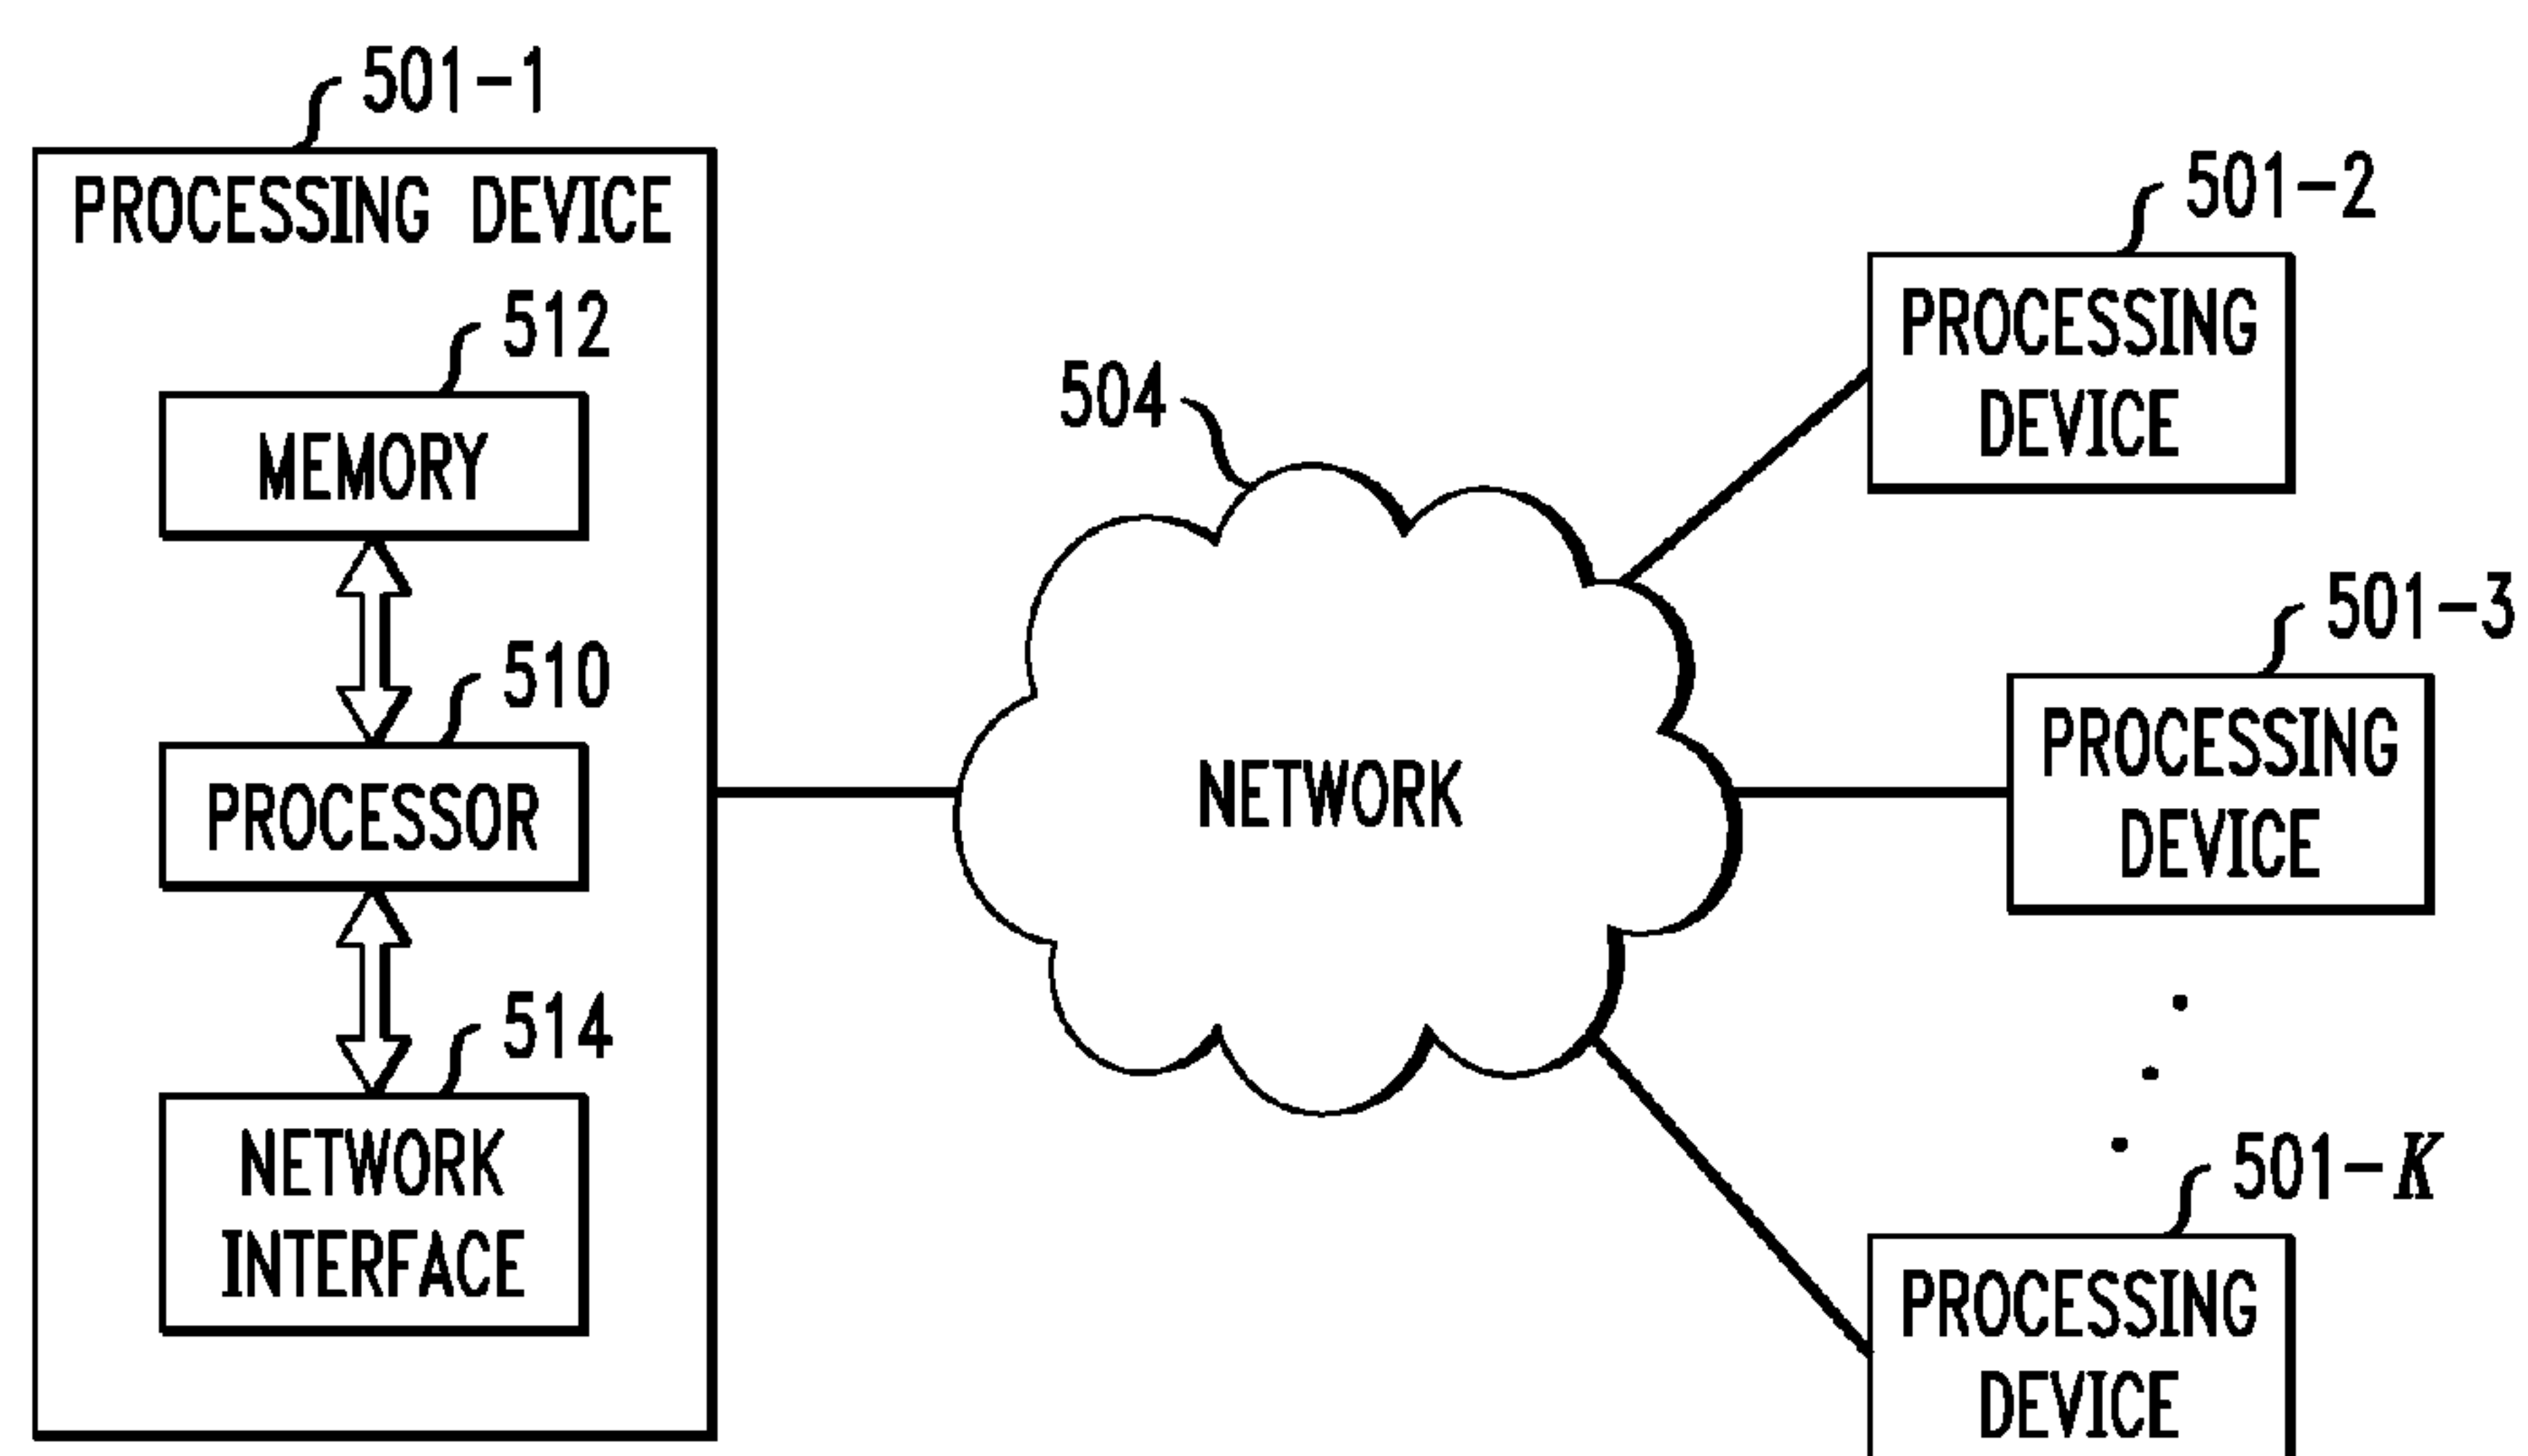 501-1
PROCESSING DEVICE
512
MEMORY
510
PROCESSOR
514
NETWORK
INTERFACE
504
NETWORK
501-2
PROCESSING
DEVICE
501-3
PROCESSING
DEVICE
501-K
PROCESSING
DEVICE